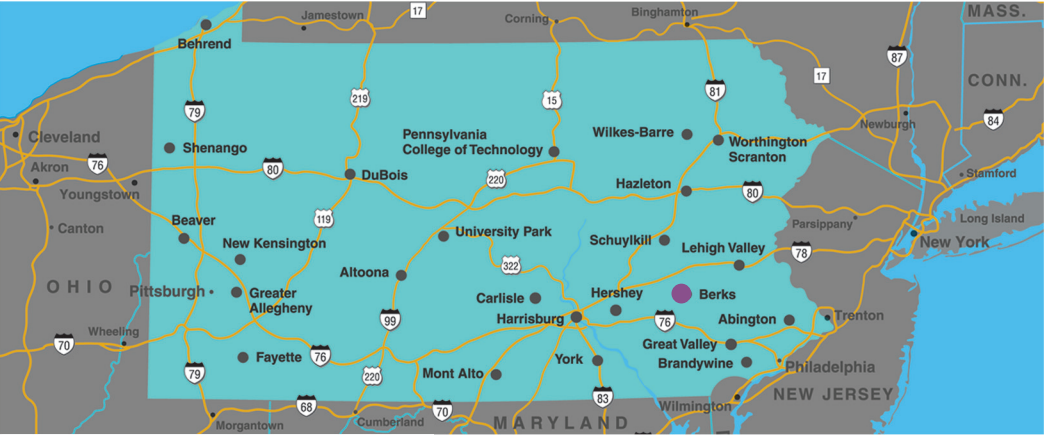 Jamestown
17
Corning
Binghamton
MASS.
Behrend
87
17
CONN.
79
219
15
81
Newburgh
84
Cleveland
76
Akron
Youngstown
Canton
Shenango
80
DuBois
Pennsylvania
College of Technology
220
Wilkes-Barre
Worthington
Scranton
Hazleton
80
Stamford
Parsippany
Long Island
New York
119
Beaver
New Kensington
University Park
Schuylkill
Lehigh Valley
78
322
Altoona
OHIO
Pittsburgh
Greater
Allegheny
Carlisle
Hershey
Berks
Harrisburg
99
76
Abington
Trenton
Wheeling
70
Great Valley
Brandywine
Philadelphia
Fayette
76
79
220
York
Mont Alto
83
Wilmington
NEW JERSEY
68
70
Morgantown
Cumberland
MARYLAND